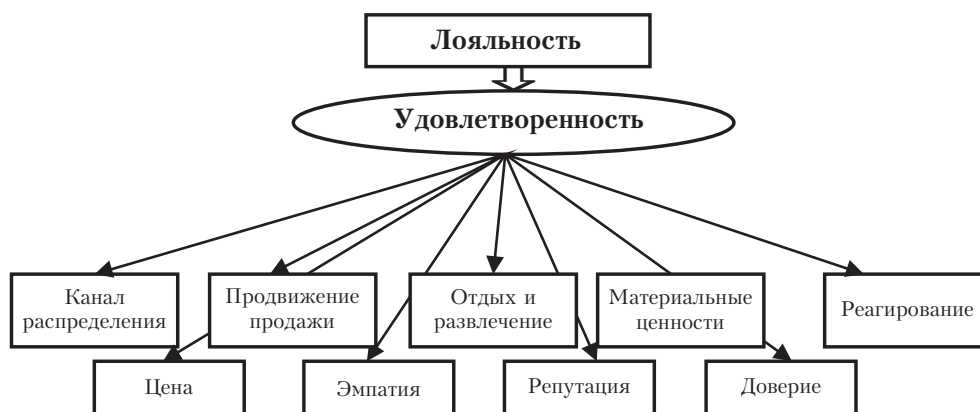 Лояльность
Удовлетворенность
Канал
распределения
Продвижение
продажи
Отдых и
развлечение
Материальные
ценности
Реагирование
Цена
Эмпатия
Репутация
Доверие